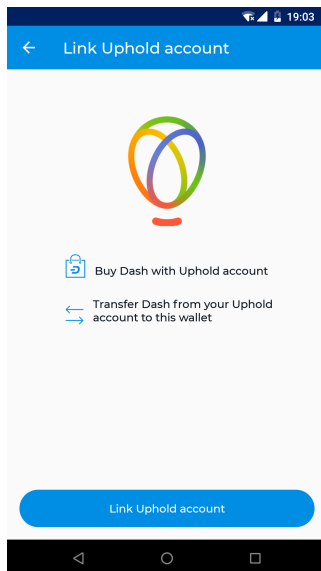 19:03
Link Uphold account
Buy Dash with Uphold account
Transfer Dash from your Uphold
account to this wallet
Link Uphold account